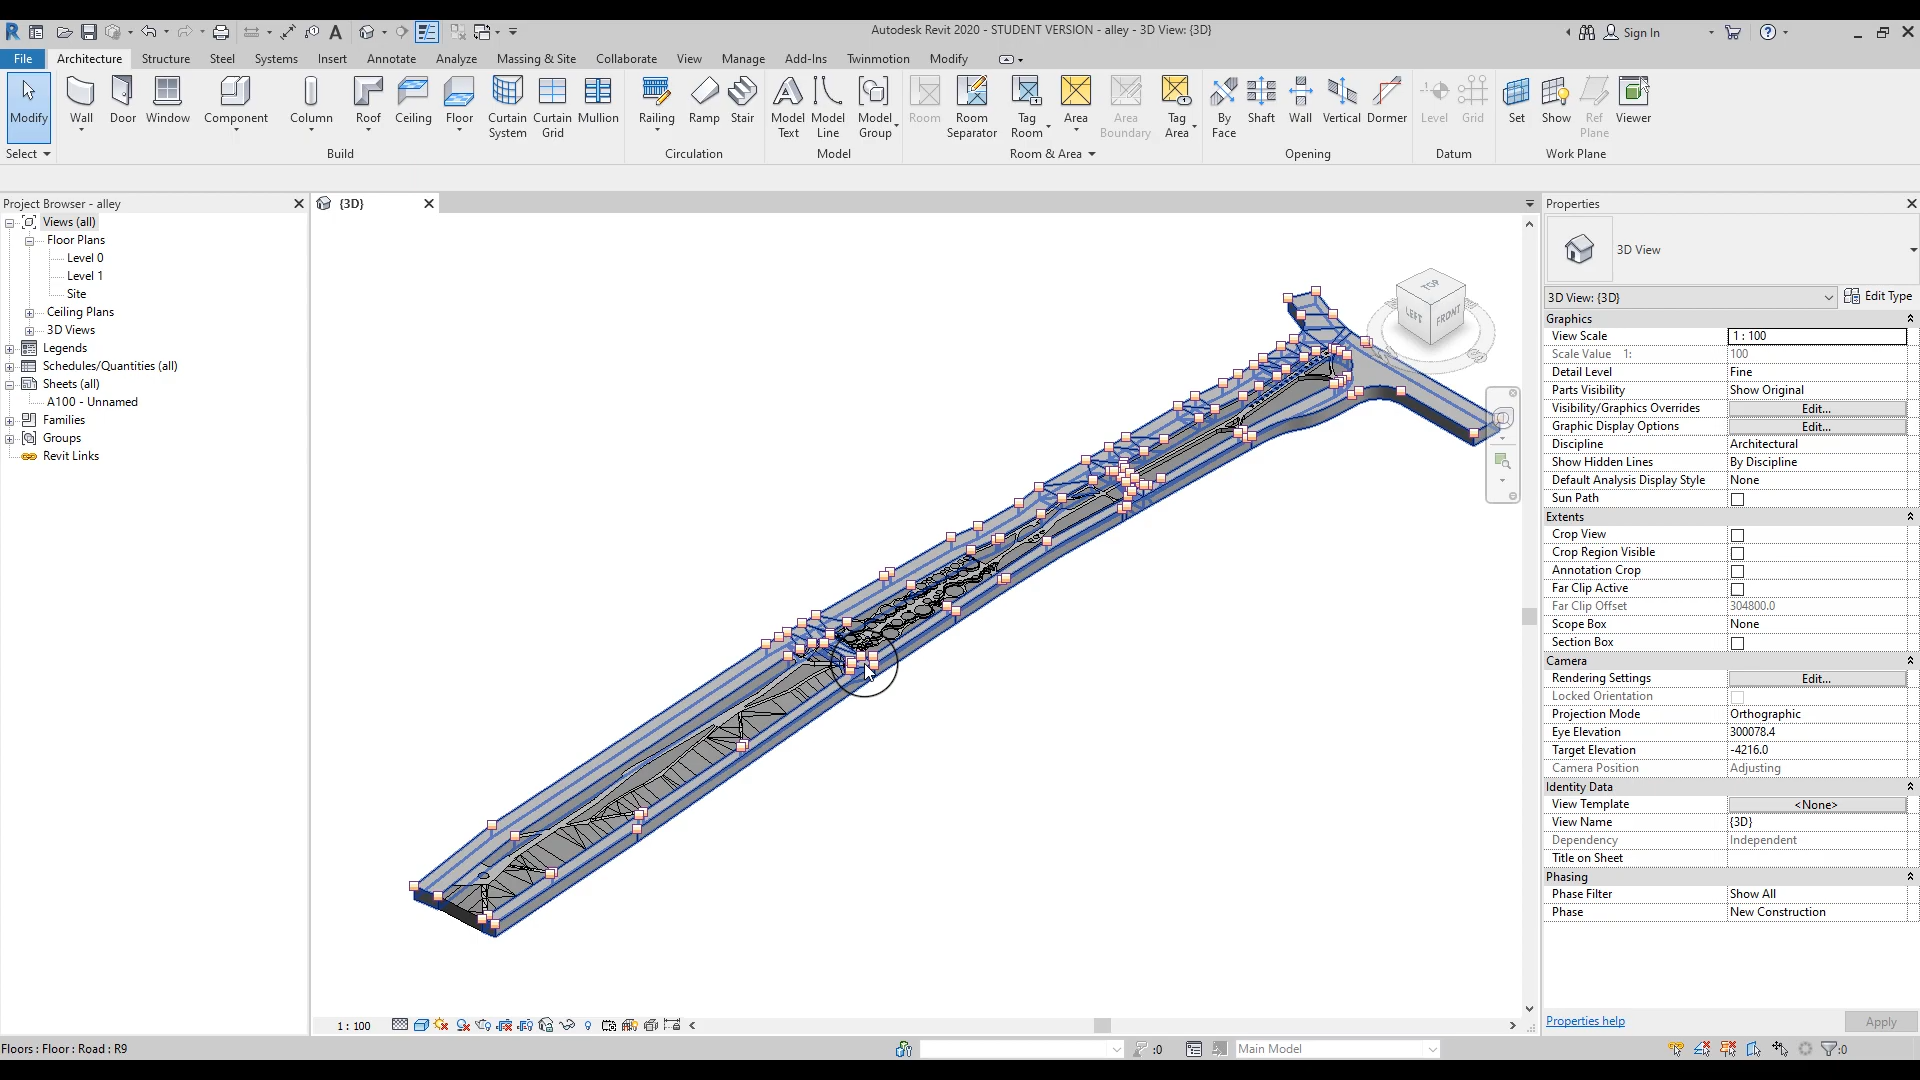 Autodesk Revit 2020 - STUDENT VERSION - alley - 3D View: {3D}
Sign In
File Architecture Structure Steel Systems Insert Annotate Analyze Massing & Site Collaborate View Manage Add-Ins Twinmotion Modify
Modify Wall Door Window Component Column Roof Ceiling Floor Curtain System Curtain Grid Mullion Railing Ramp Stair Model Text Model Line Model Group Room Room Separator Tag Room Area Area Boundary Tag Area By Face Shaft Wall Vertical Dormer Level Grid Set Show Ref Plane Viewer
Select Build Circulation Model Room & Area Opening Datum Work Plane
Project Browser - alley
Views (all)
Floor Plans
Level 0
Level 1
Site
Ceiling Plans
3D Views
Legends
Schedules/Quantities (all)
Sheets (all)
A100 - Unnamed
Families
Groups
Revit Links
{3D}
TOP
LEFT
FRONT
Properties
3D View
3D View: {3D} Edit Type
Graphics
View Scale 1 : 100
Scale Value 1: 100
Detail Level Fine
Parts Visibility Show Original
Visibility/Graphics Overrides Edit...
Graphic Display Options Edit...
Discipline Architectural
Show Hidden Lines By Discipline
Default Analysis Display Style None
Sun Path
Extents
Crop View
Crop Region Visible
Annotation Crop
Far Clip Active
Far Clip Offset 304800.0
Scope Box None
Section Box
Camera
Rendering Settings Edit...
Locked Orientation
Projection Mode Orthographic
Eye Elevation 300078.4
Target Elevation -4216.0
Camera Position Adjusting
Identity Data
View Template <None>
View Name {3D}
Dependency Independent
Title on Sheet
Phasing
Phase Filter Show All
Phase New Construction
Properties help Apply
1 : 100
Floors : Floor : Road : R9
:0
Main Model
:0